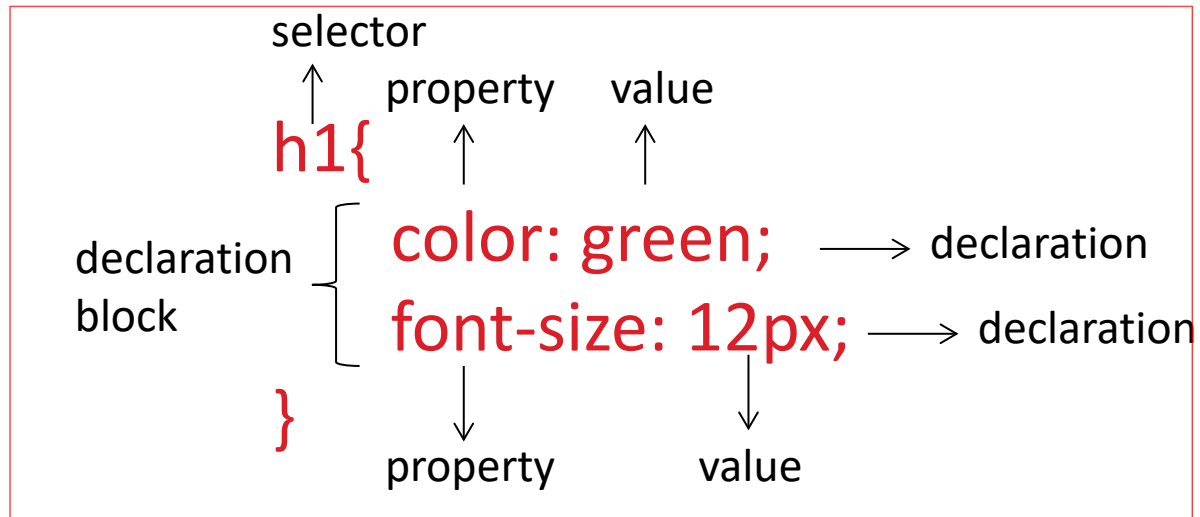 selector
property value
h1{
color: green; declaration
declaration
block
font-size: 12px; declaration
}
property value